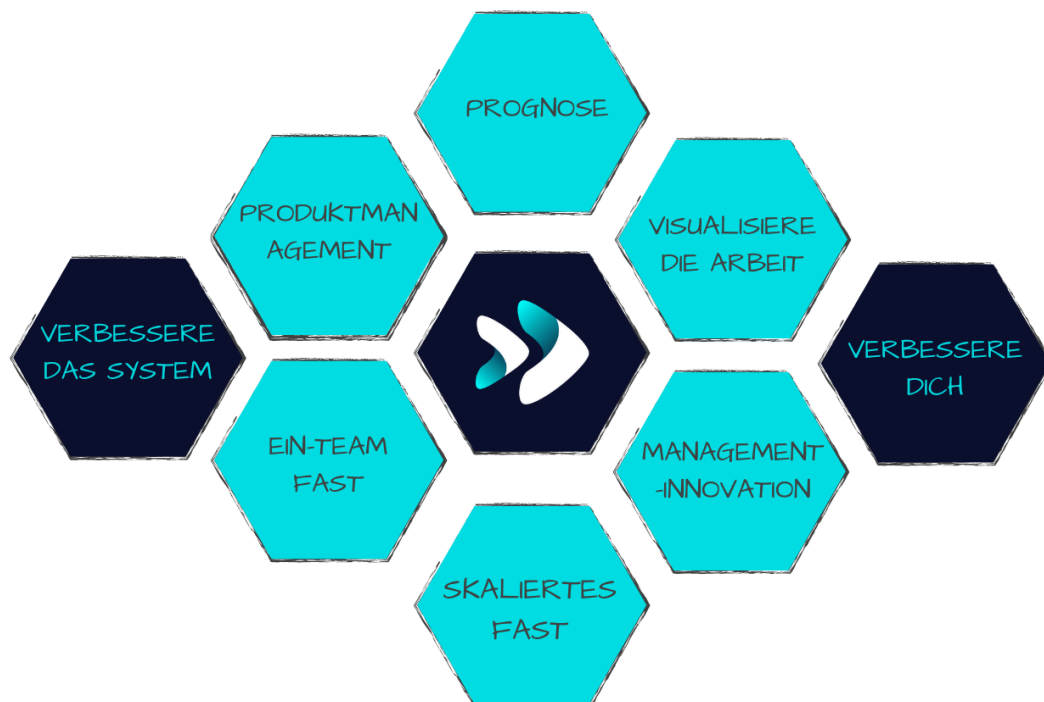 PROGNOSE
PRODUKTMAN
AGEMENT
VISUALISIERE
DIE ARBEIT
VERBESSERE
DAS SYSTEM
VERBESSERE
DICH
EIN-TEAM
FAST
MANAGEMENT
-INNOVATION
SKALIERTES
FAST